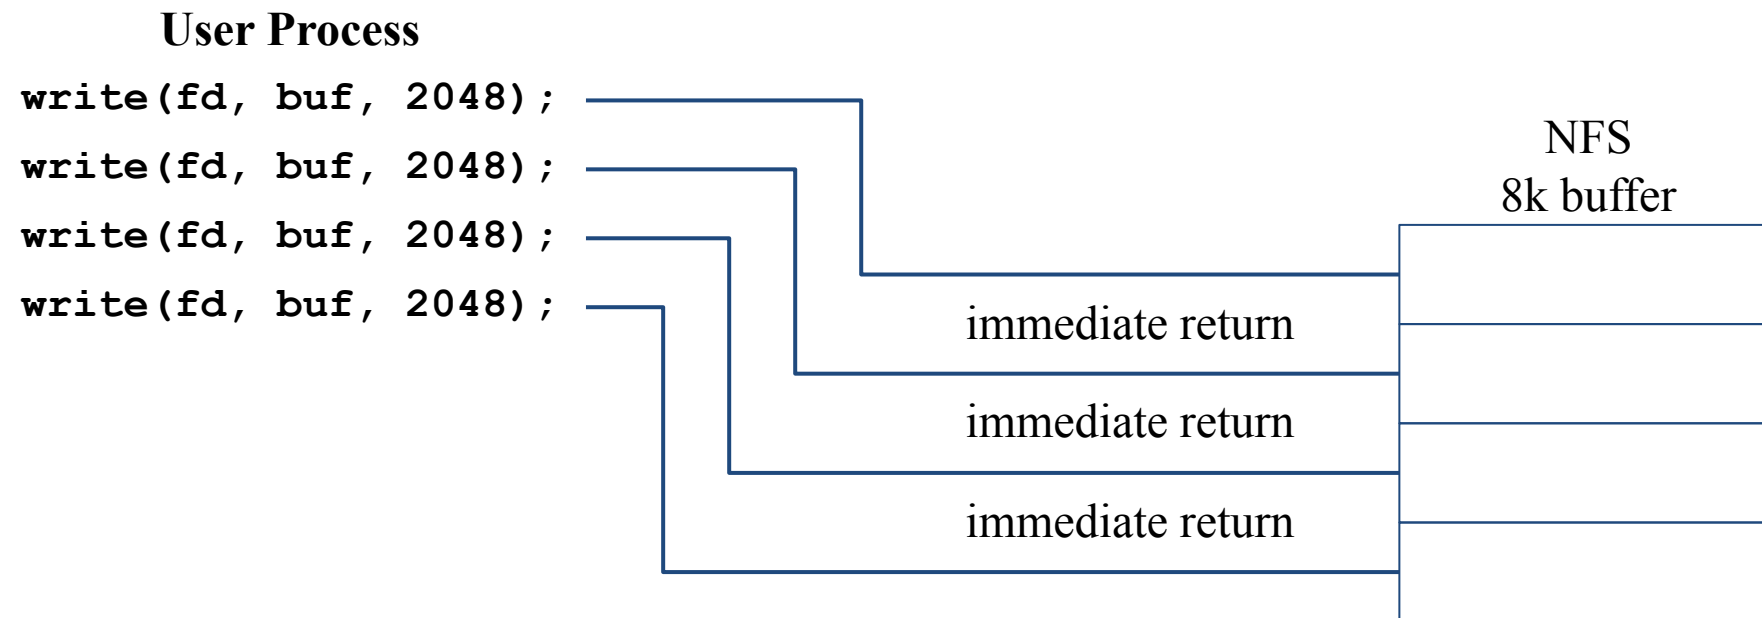 User Process
write(fd, buf, 2048);
write(fd, buf, 2048);
write(fd, buf, 2048);
write(fd, buf, 2048);
NFS
8k buffer
immediate return
immediate return
immediate return